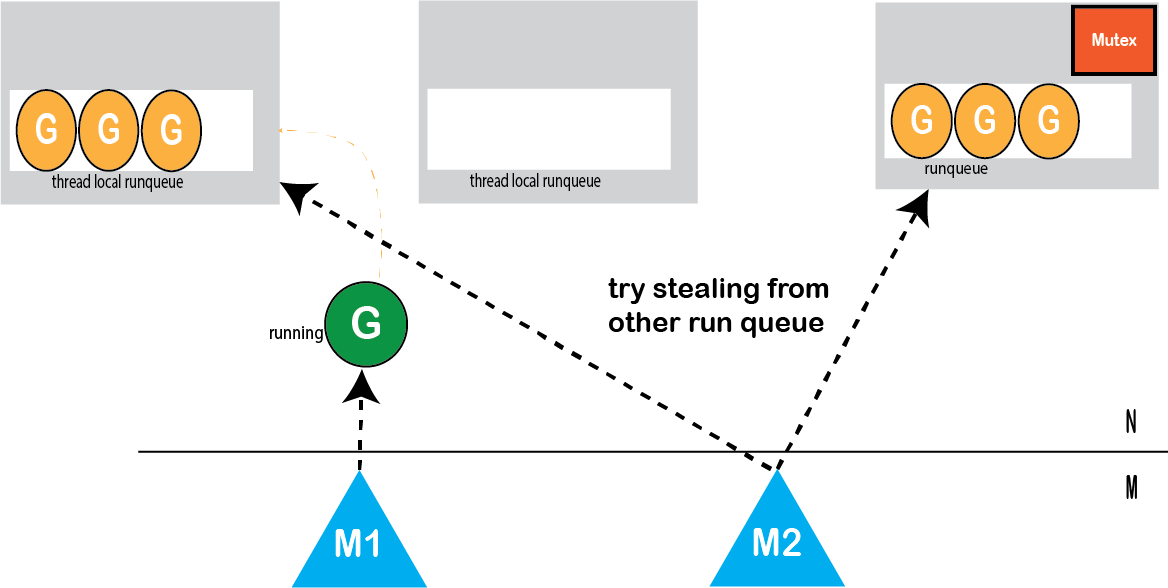 Mutex
G G G
G G G
thread local runqueue
thread local runqueue
runqueue
try stealing from
other run queue
running
G
N
M
M1
M2